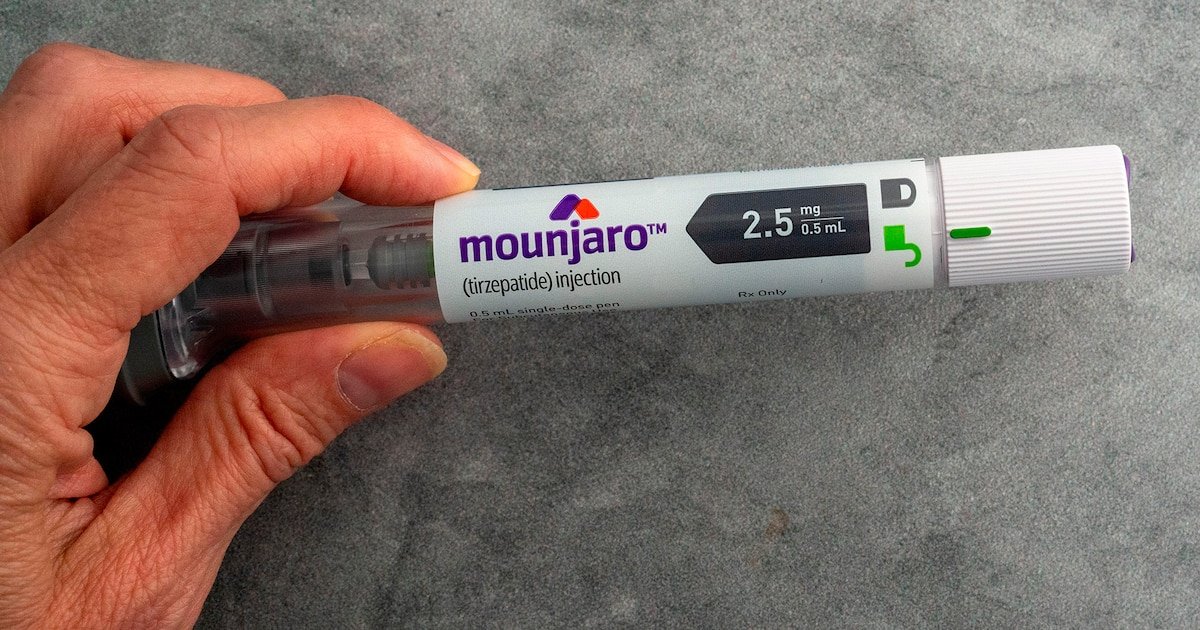 mounjaro™
(tirzepatide) injection
0.5 mL single-dose pen
2.5 mg
0.5 mL
Rx Only